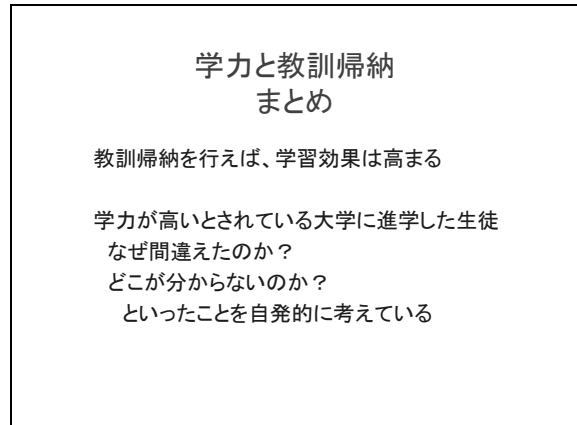 学力と教訓帰納
まとめ
教訓帰納を行えば、学習効果は高まる
学力が高いとされている大学に進学した生徒
なぜ間違えたのか？
どこが分からないのか？
といったことを自発的に考えている